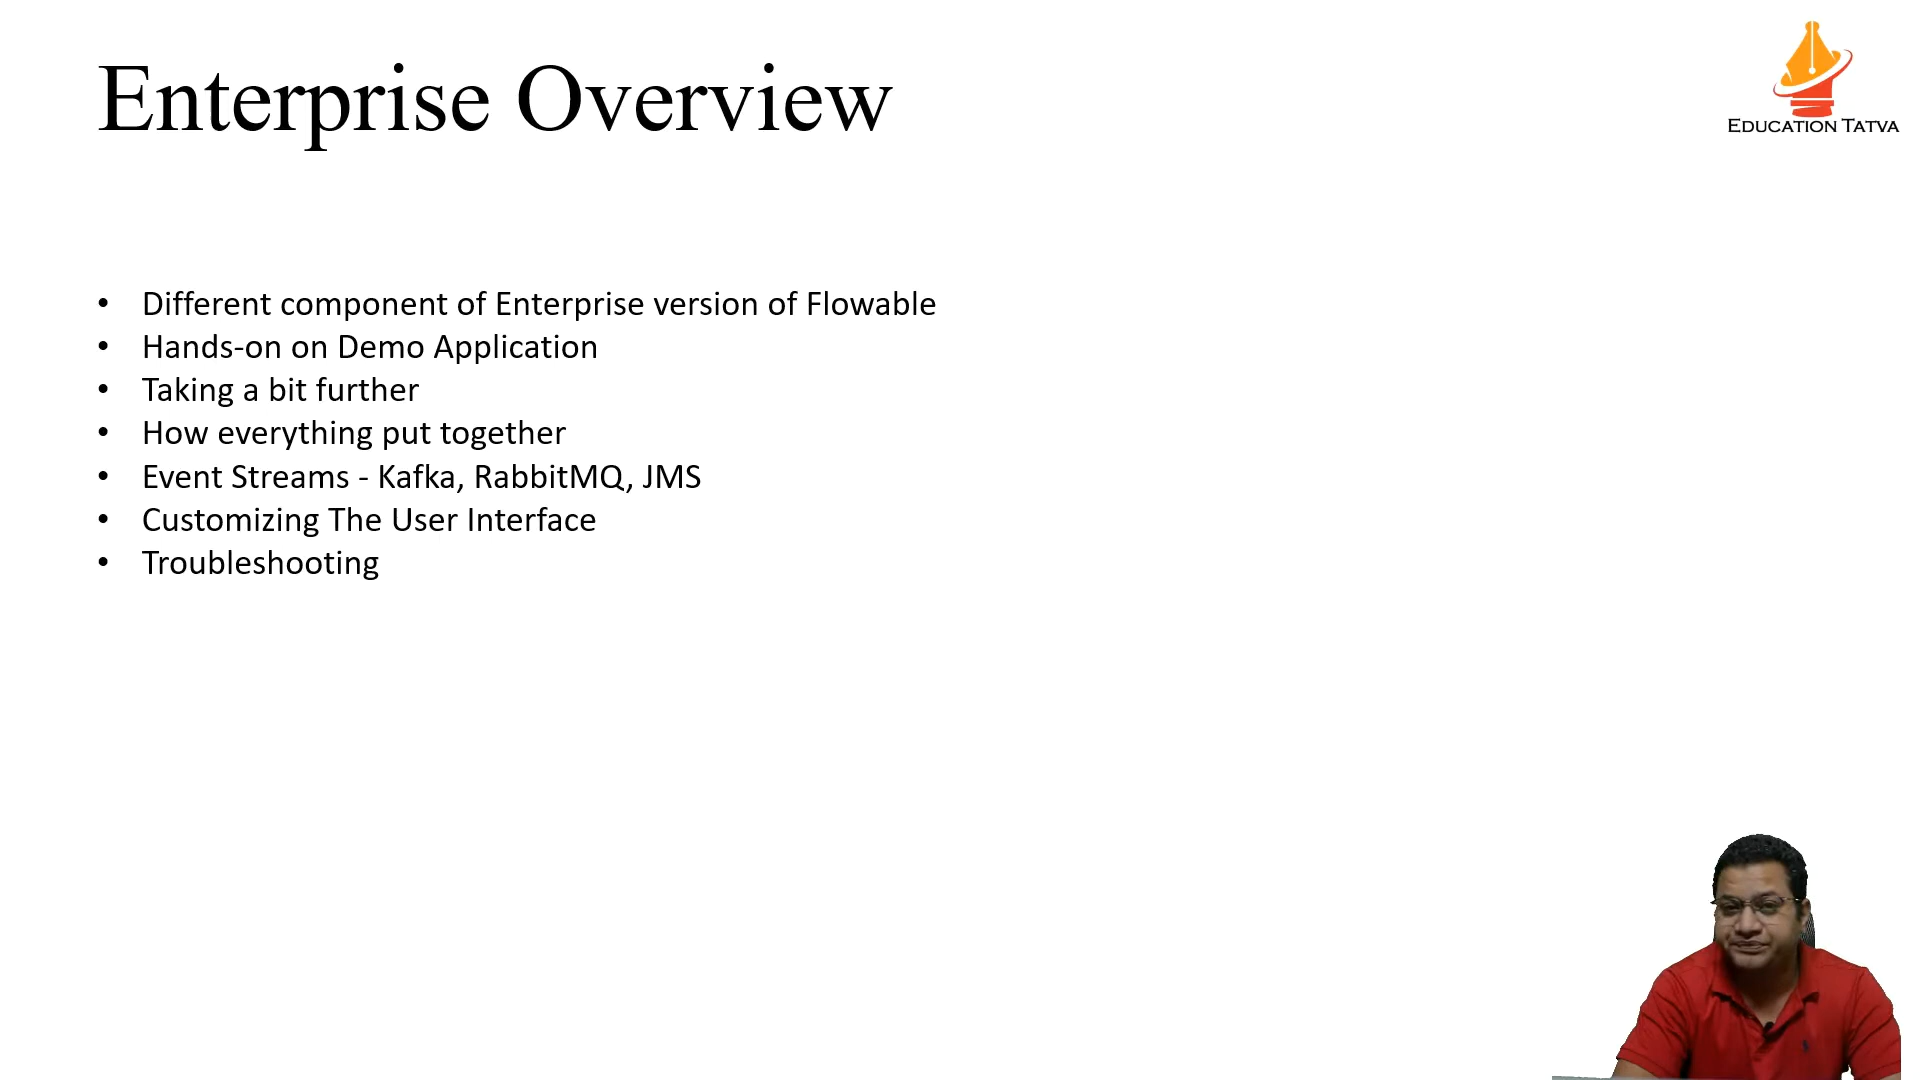 Enterprise Overview
EDUCATION TATVA
• Different component of Enterprise version of Flowable
• Hands-on on Demo Application
• Taking a bit further
• How everything put together
• Event Streams - Kafka, RabbitMQ, JMS
• Customizing The User Interface
• Troubleshooting